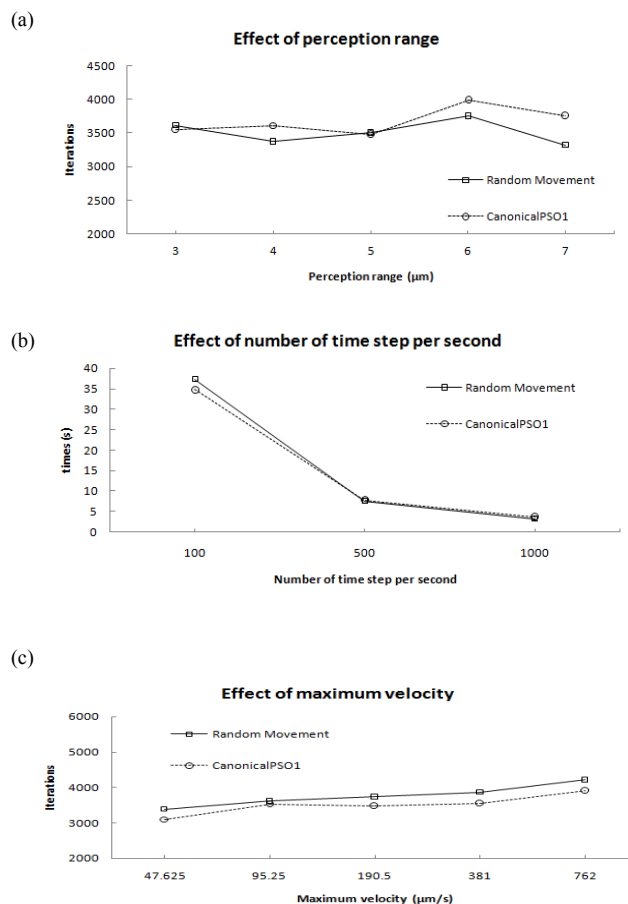 (a)
Effect of perception range
4500
4000
3500
3000
2500
2000
Iterations
Random Movement
CanonicalPSO1
3 4 5 6 7
Perception range (μm)
(b)
Effect of number of time step per second
40
35
30
25
20
15
10
5
0
times (s)
Random Movement
CanonicalPSO1
100 500 1000
Number of time step per second
(c)
Effect of maximum velocity
6000
5000
4000
3000
2000
Iterations
Random Movement
CanonicalPSO1
47.625 95.25 190.5 381 762
Maximum velocity (μm/s)